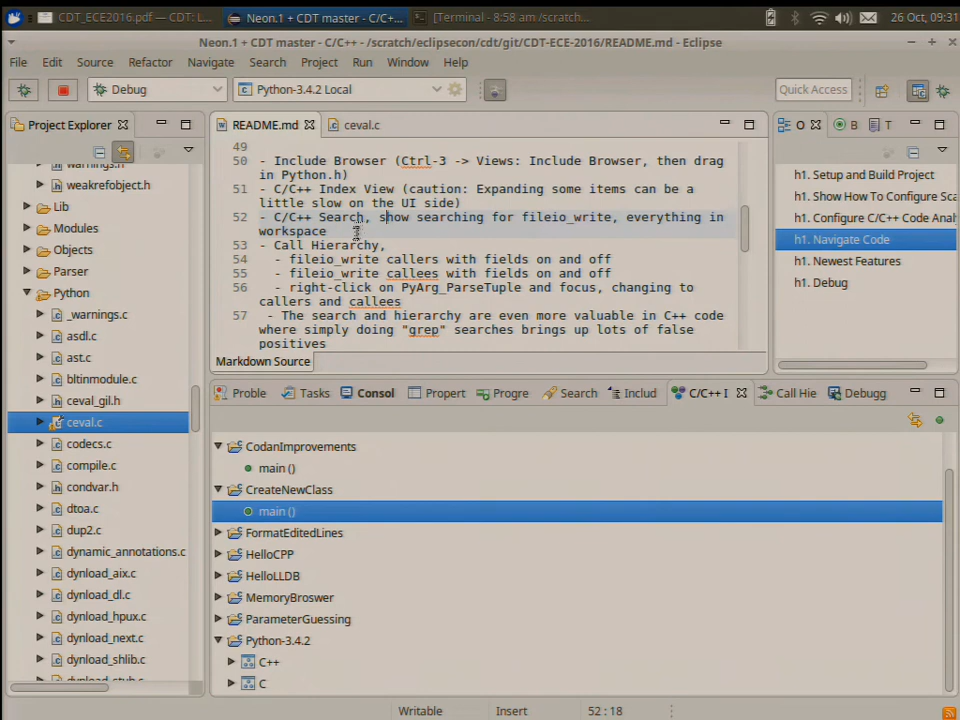 CDT_ECE2016.pdf — CDT: L...
Neon.1 + CDT master - C/C+...
[Terminal - 8:58 am /scratch...
26 Oct, 09:31
Neon.1 + CDT master - C/C++ - /scratch/eclipsecon/cdt/git/CDT-ECE-2016/README.md - Eclipse
File Edit Source Refactor Navigate Search Project Run Window Help
Debug
Python-3.4.2 Local
Quick Access
Project Explorer
warnings.h
weakrefobject.h
Lib
Modules
Objects
Parser
Python
_warnings.c
asdl.c
ast.c
bltinmodule.c
ceval_gil.h
ceval.c
codecs.c
compile.c
condvar.h
dtoa.c
dup2.c
dynamic_annotations.c
dynload_aix.c
dynload_dl.c
dynload_hpux.c
dynload_next.c
dynload_shlib.c
dynload_stub.c
README.md
ceval.c
49
50 - Include Browser (Ctrl-3 -> Views: Include Browser, then drag
in Python.h)
51 - C/C++ Index View (caution: Expanding some items can be a
little slow on the UI side)
52 - C/C++ Search, show searching for fileio_write, everything in
workspace
53 - Call Hierarchy,
54 - fileio_write callers with fields on and off
55 - fileio_write callees with fields on and off
56 - right-click on PyArg_ParseTuple and focus, changing to
callers and callees
57 - The search and hierarchy are even more valuable in C++ code
where simply doing "grep" searches brings up lots of false
positives
Markdown Source
O
B
T
h1. Setup and Build Project
h1. Show How To Configure Sca
h1. Configure C/C++ Code Anal
h1. Navigate Code
h1. Newest Features
h1. Debug
Proble
Tasks
Consol
Propert
Progre
Search
Includ
C/C++ I
Call Hie
Debugg
CodanImprovements
main ()
CreateNewClass
main ()
FormatEditedLines
HelloCPP
HelloLLDB
MemoryBroswer
ParameterGuessing
Python-3.4.2
C++
C
Writable
Insert
52 : 18